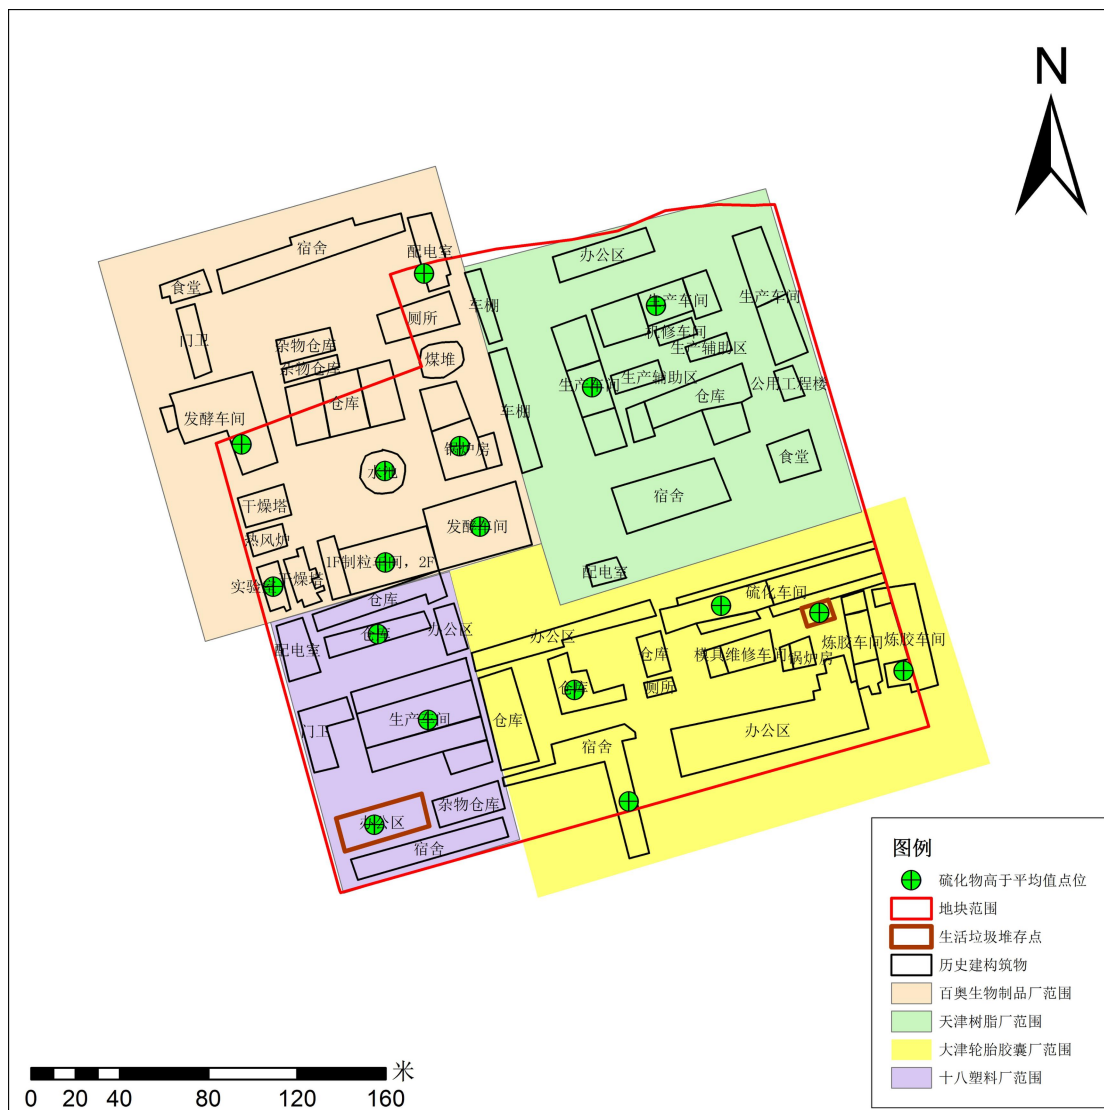 N
宿舍
配电室
食堂
办公区
厕所
车棚
生产车间
生产车间
门卫
机修车间
杂物仓库
煤堆
生产辅助区
杂物仓库
生产车间
生产辅助区
公用工程楼
仓库
仓库
车棚
发酵车间
锅炉房
食堂
水池
宿舍
干燥塔
发酵车间
热风炉
1F制粒车间，2F
配电室
实验室
干燥塔
硫化车间
仓库
仓库
办公区
办公区
炼胶车间
炼胶车间
配电室
仓库
模具维修车间
锅炉房
仓库
厕所
生产车间
仓库
门卫
办公区
宿舍
杂物仓库
办公区
宿舍
图例
硫化物高于平均值点位
地块范围
生活垃圾堆存点
历史建构筑物
百奥生物制品厂范围
天津树脂厂范围
大津轮胎胶囊厂范围
十八塑料厂范围
米
0 20 40 80 120 160